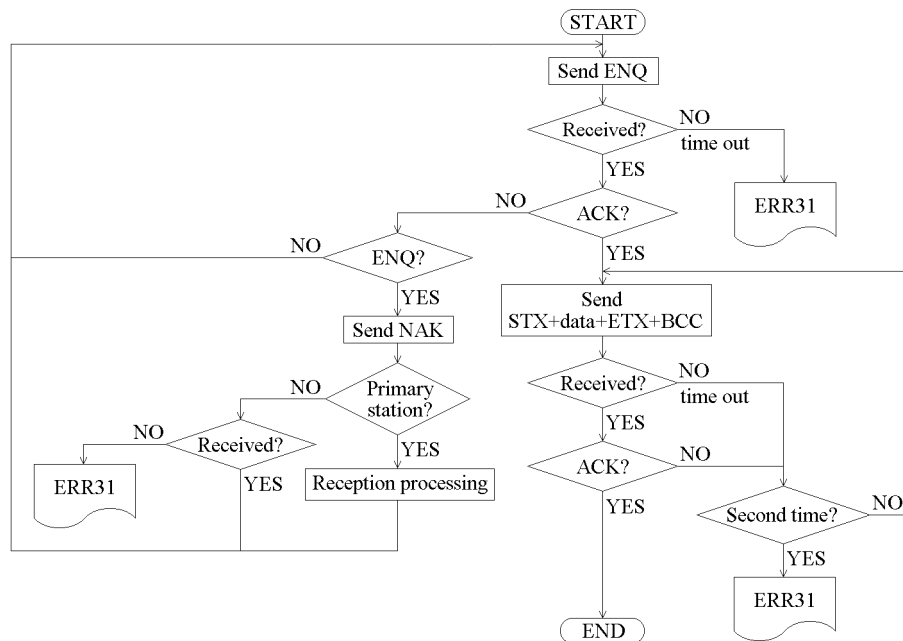 START
Send ENQ
Received?
NO
time out
YES
ERR31
ACK?
NO
YES
ENQ?
NO
YES
Send
STX+data+ETX+BCC
Send NAK
Received?
NO
time out
YES
Primary
station?
NO
YES
Received?
NO
YES
ERR31
Reception processing
ACK?
NO
YES
Second time?
NO
YES
ERR31
END